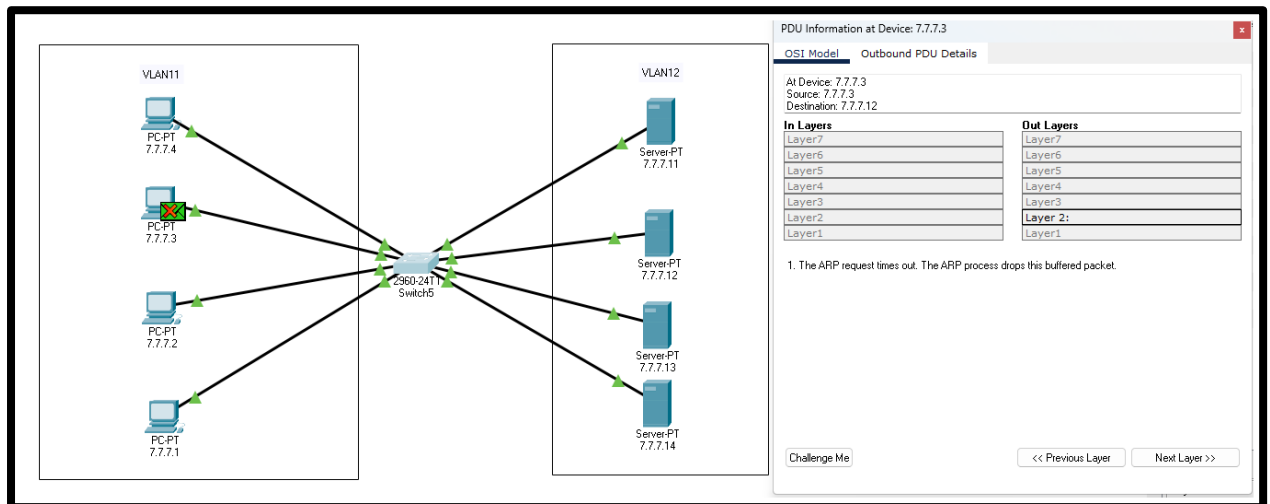 VLAN11
PC-PT
7.7.7.4
PC-PT
7.7.7.3
PC-PT
7.7.7.2
PC-PT
7.7.7.1
2960-24TT
Switch5
VLAN12
Server-PT
7.7.7.11
Server-PT
7.7.7.12
Server-PT
7.7.7.13
Server-PT
7.7.7.14
PDU Information at Device: 7.7.7.3
x
OSI Model Outbound PDU Details
At Device: 7.7.7.3
Source: 7.7.7.3
Destination: 7.7.7.12
In Layers
Layer7
Layer6
Layer5
Layer4
Layer3
Layer2
Layer1
Out Layers
Layer7
Layer6
Layer5
Layer4
Layer3
Layer 2:
Layer1
1. The ARP request times out. The ARP process drops this buffered packet.
Challenge Me
<< Previous Layer
Next Layer >>